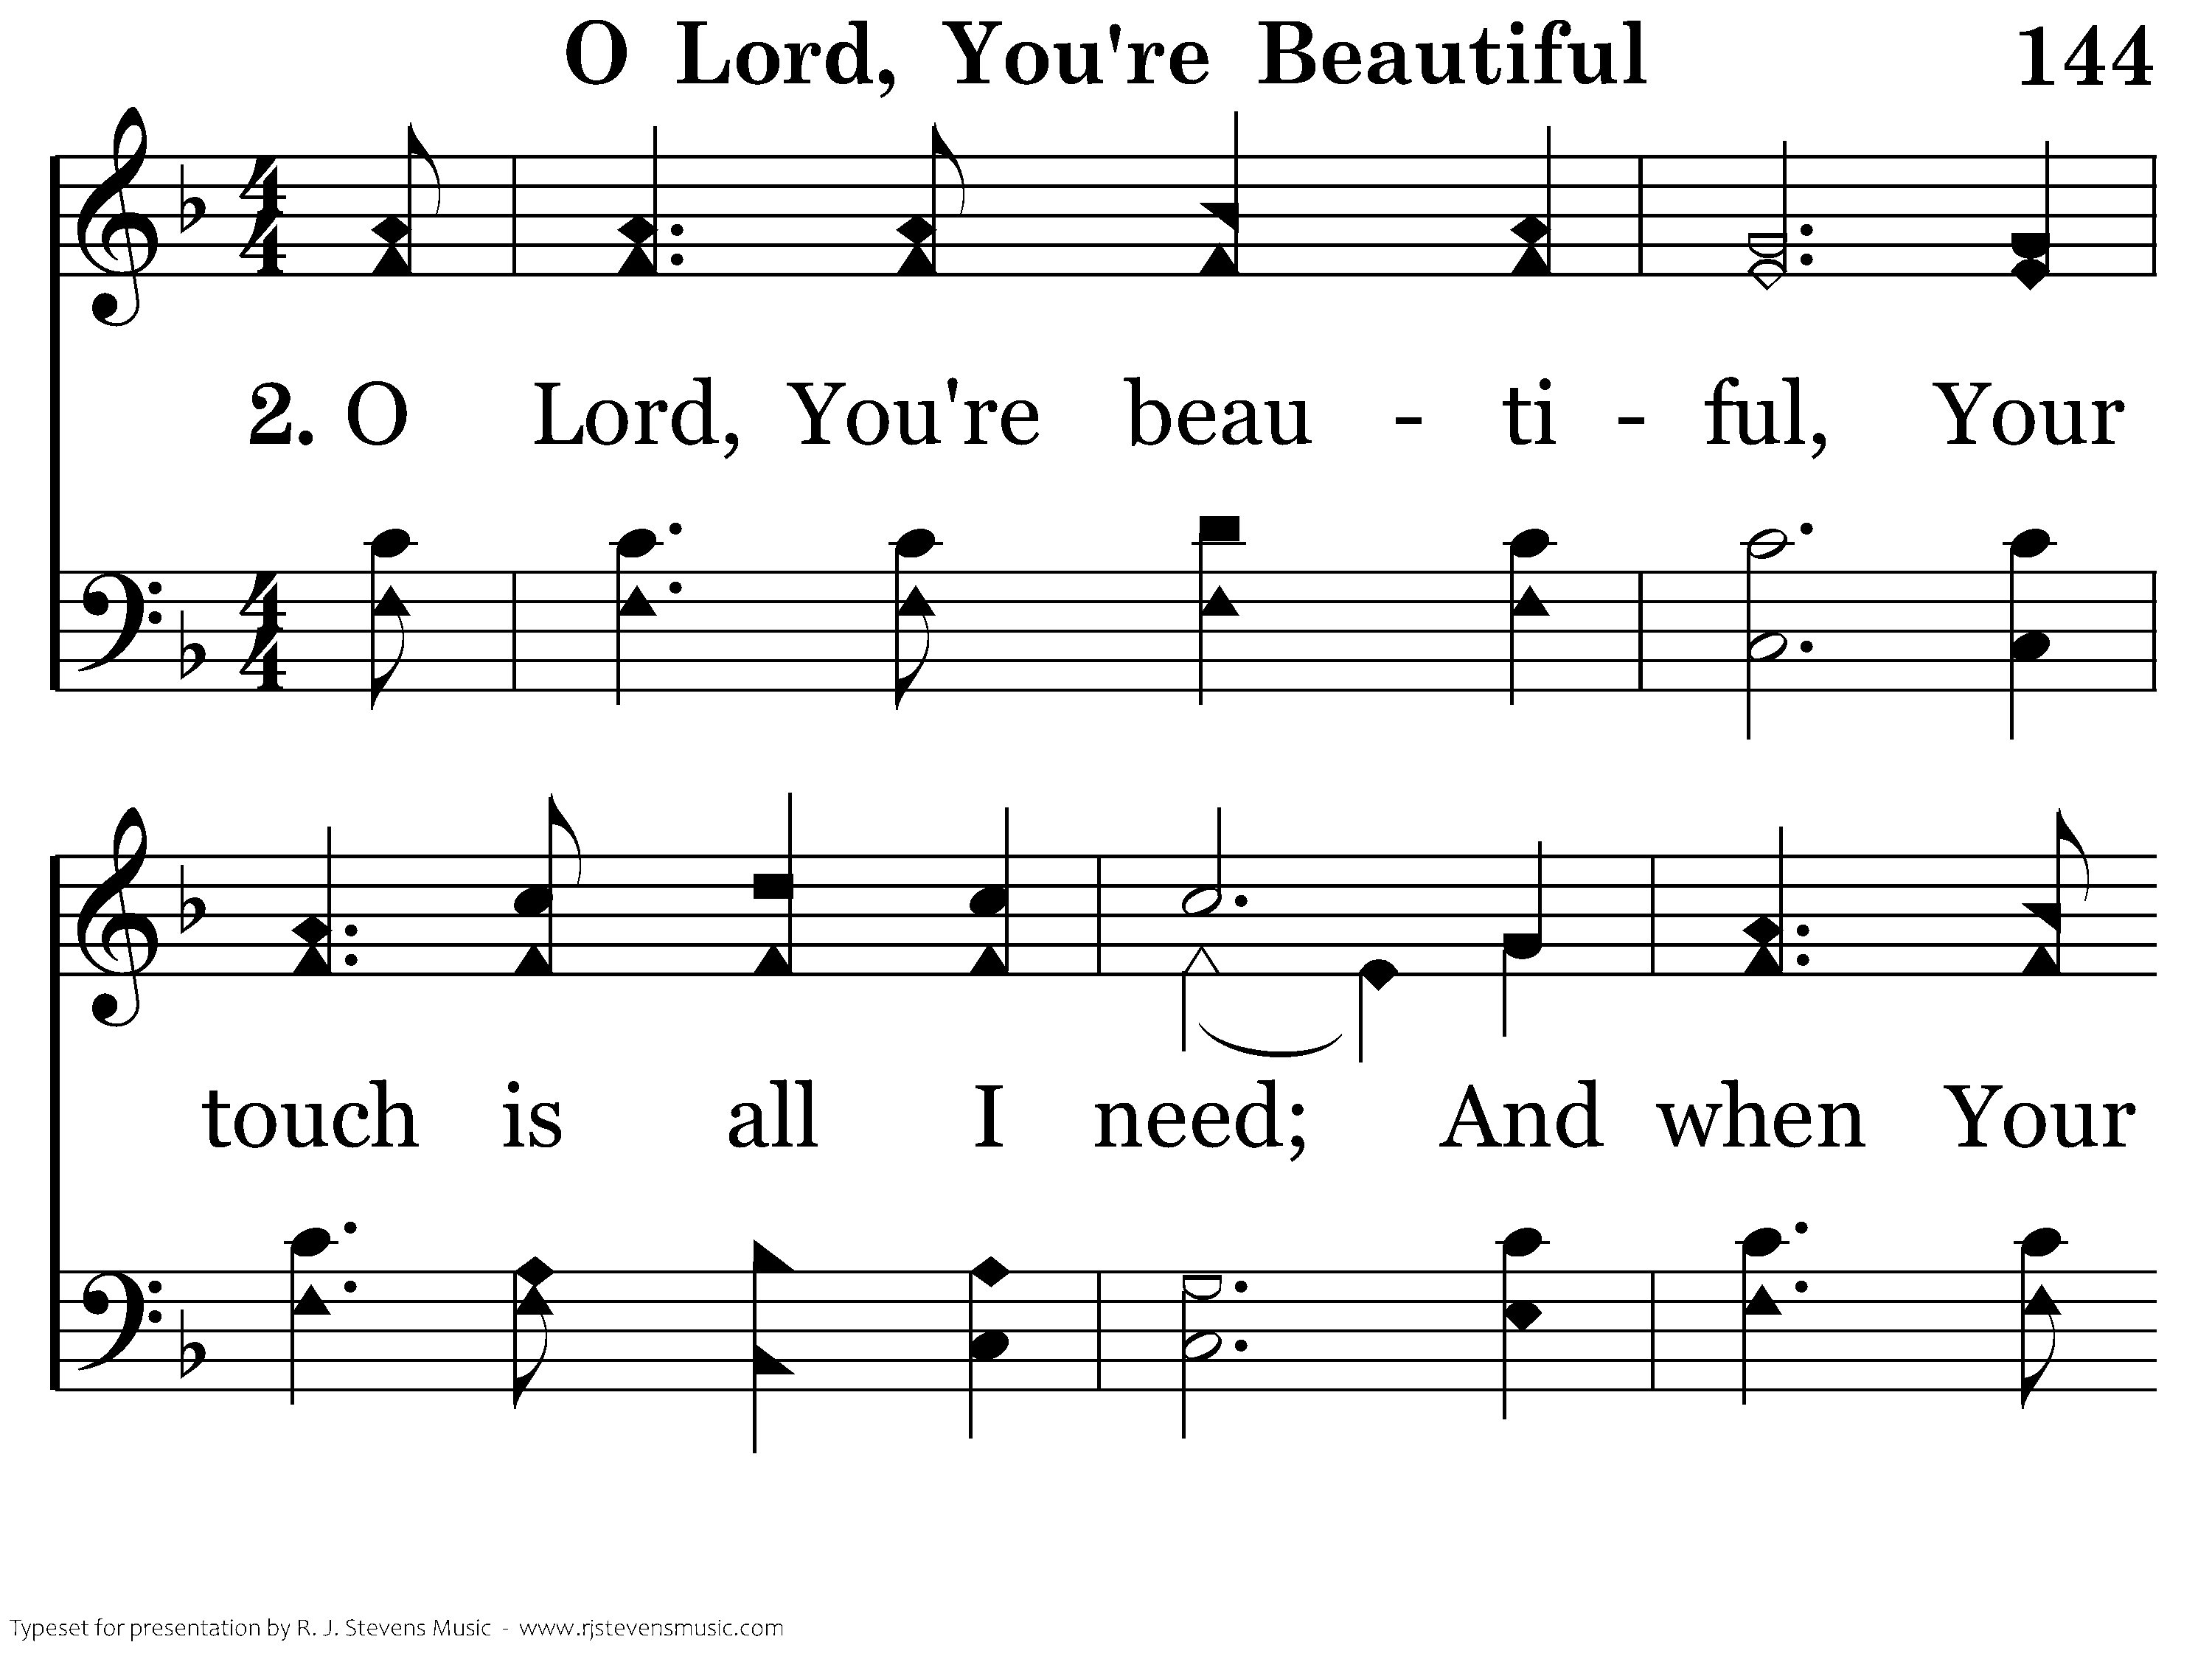 O Lord, You're Beautiful 144
2. O Lord, You're beau - ti - ful, Your
touch is all I need; And when Your
Typeset for presentation by R. J. Stevens Music - www.rjstevensmusic.com